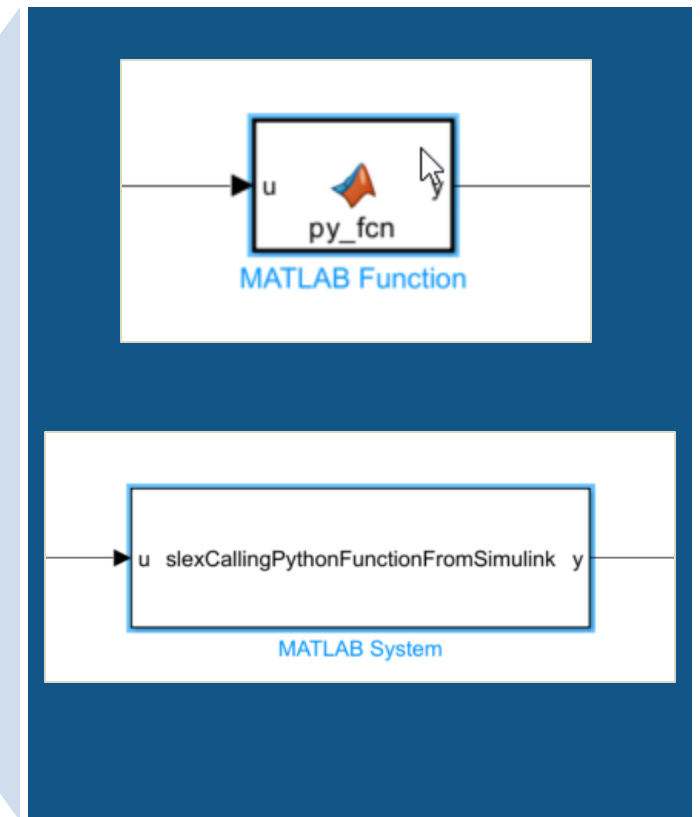 u y
py_fcn
MATLAB Function
u slexCallingPythonFunctionFromSimulink y
MATLAB System